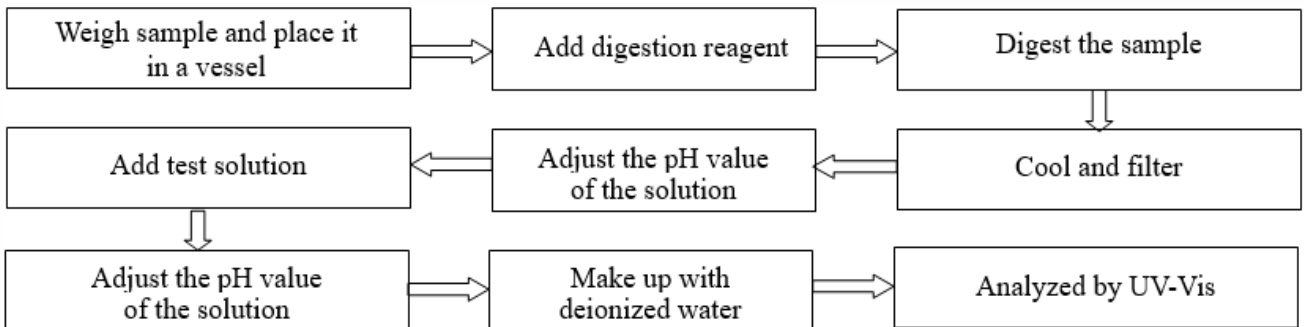 Weigh sample and place it
in a vessel
Add digestion reagent
Digest the sample
Cool and filter
Adjust the pH value
of the solution
Add test solution
Adjust the pH value
of the solution
Make up with
deionized water
Analyzed by UV-Vis